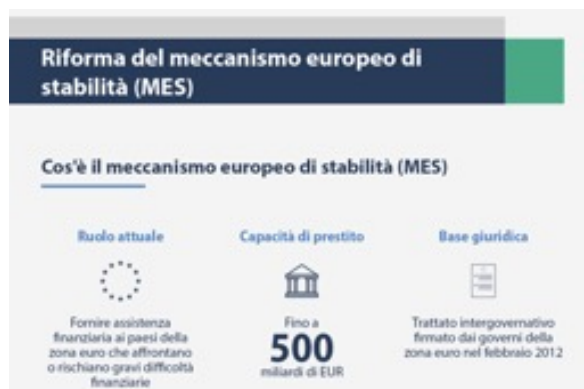 Riforma del meccanismo europeo di
stabilità (MES)
Cos'è il meccanismo europeo di stabilità (MES)
Ruolo attuale
Fornire assistenza
finanziaria ai paesi della
zona euro che affrontano
o rischiano gravi difficoltà
finanziarie
Capacità di prestito
Fino a
500
miliardi di EUR
Base giuridica
Trattato intergovernativo
firmato dai governi della
zona euro nel febbraio 2012